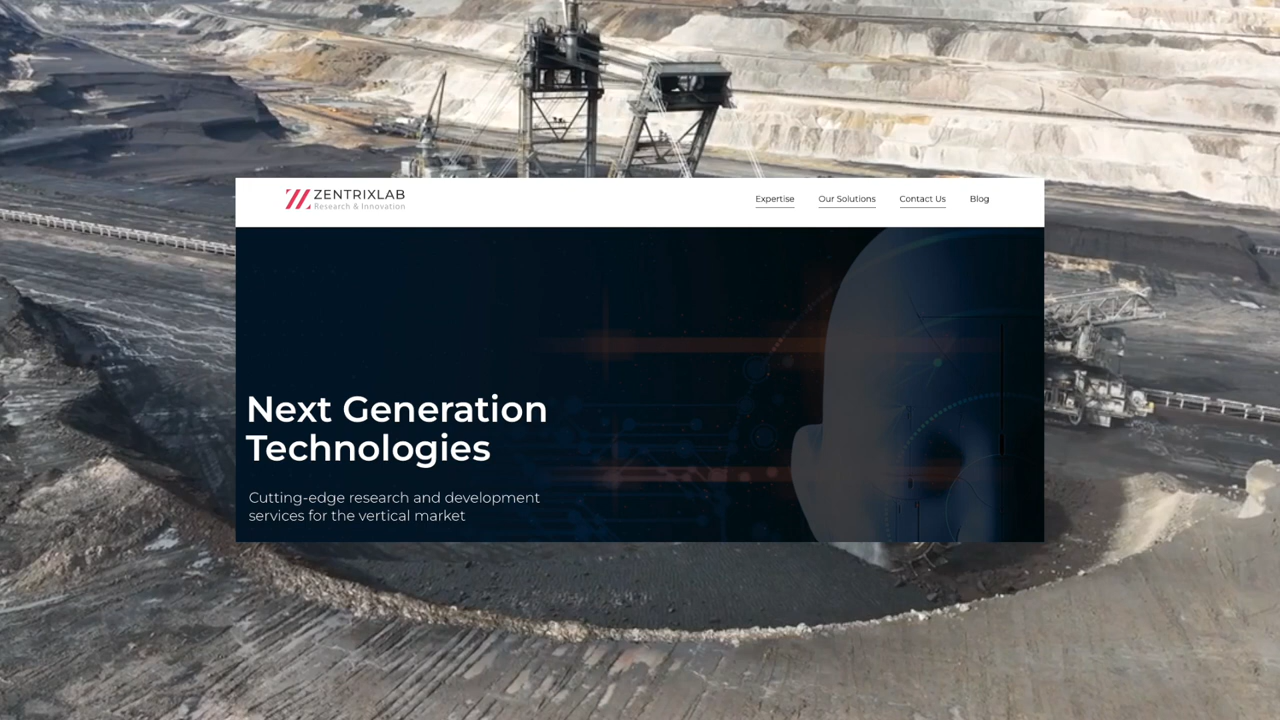 ZENTRIXLAB
Research & Innovation
Expertise
Our Solutions
Contact Us
Blog
Next Generation
Technologies
Cutting-edge research and development
services for the vertical market